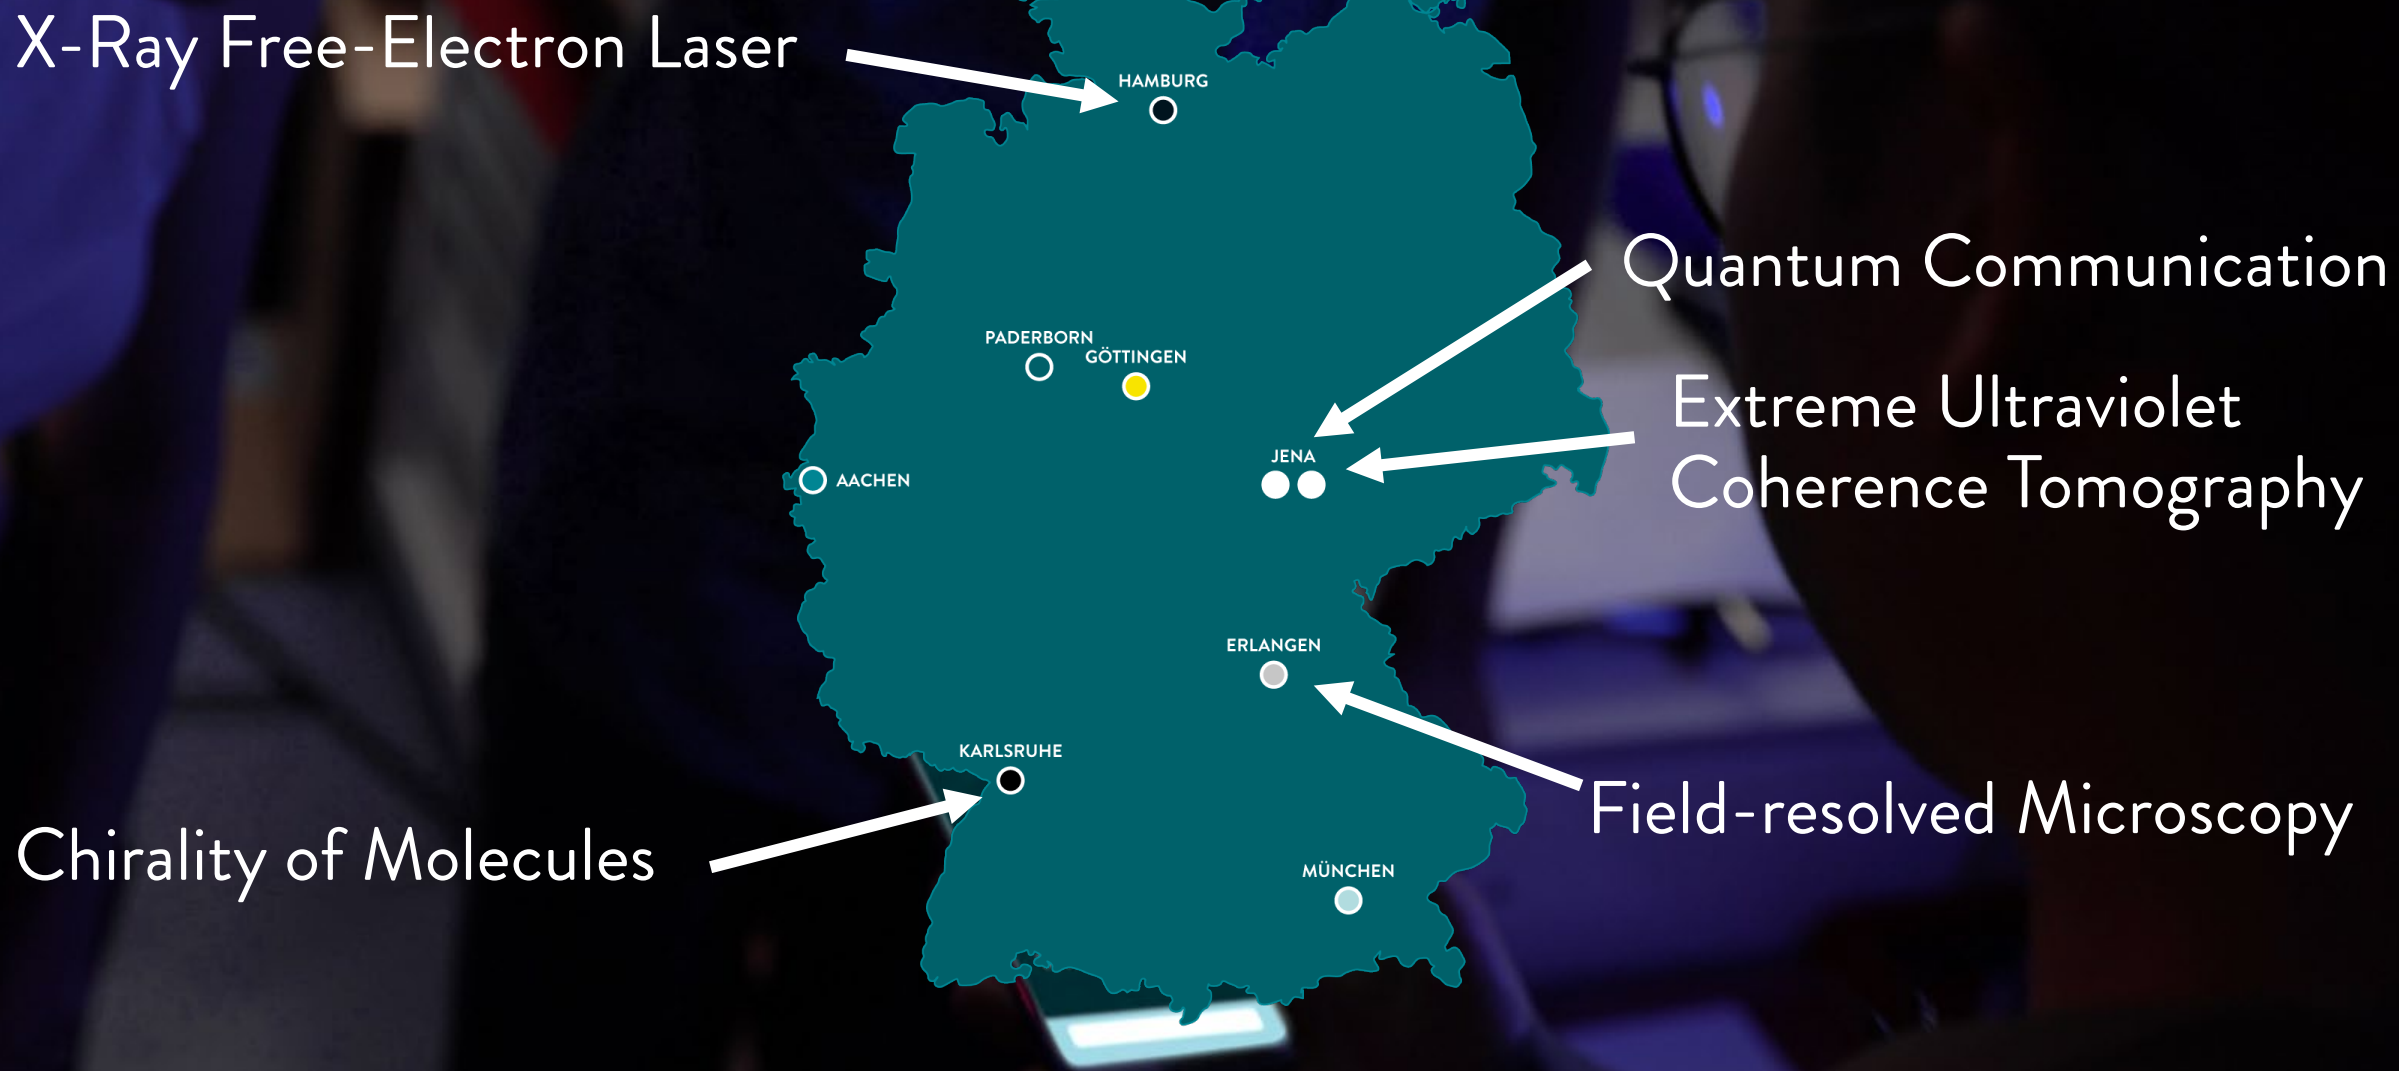 X-Ray Free-Electron Laser
HAMBURG
Quantum Communication
PADERBORN
GÖTTINGEN
Extreme Ultraviolet
Coherence Tomography
JENA
AACHEN
ERLANGEN
KARLSRUHE
Field-resolved Microscopy
Chirality of Molecules
MÜNCHEN